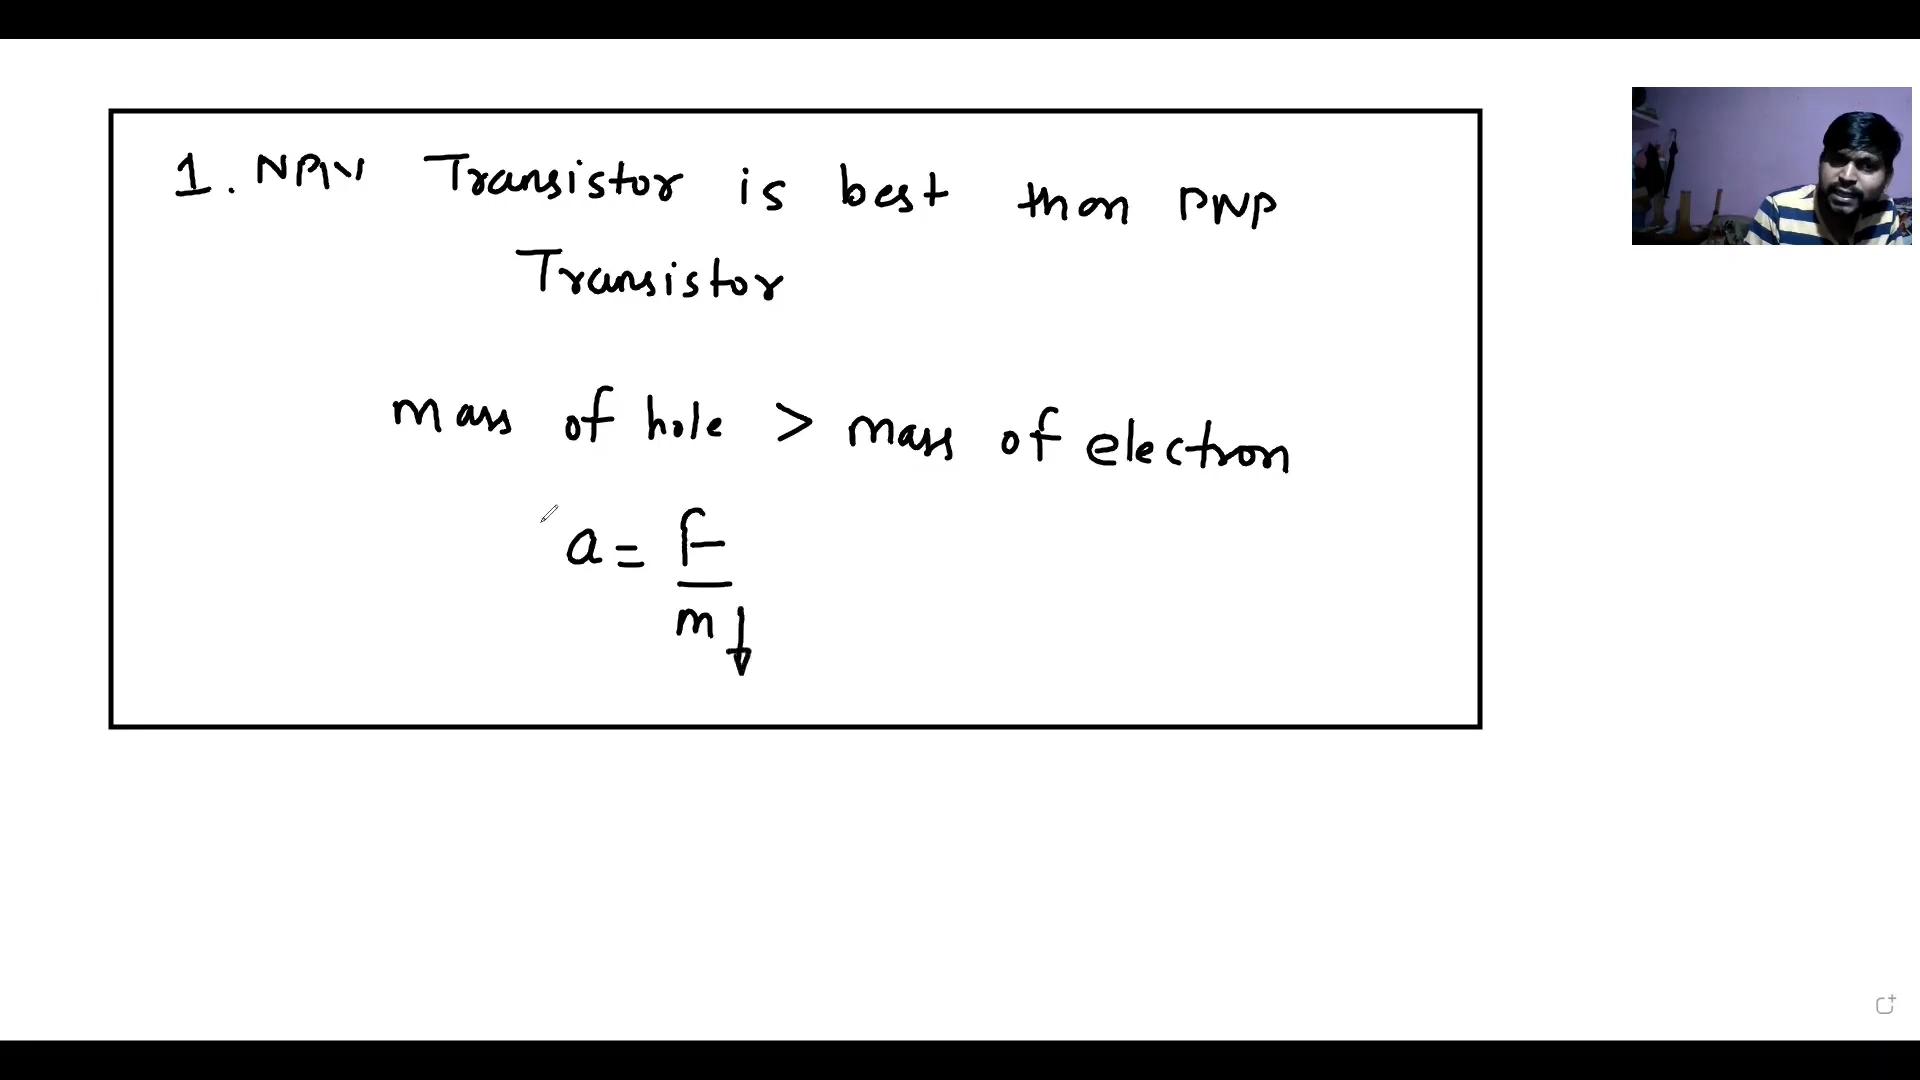 1. NPN Transistor is best than PNP
Transistor
mass of hole > mass of electron
a = F
m↓